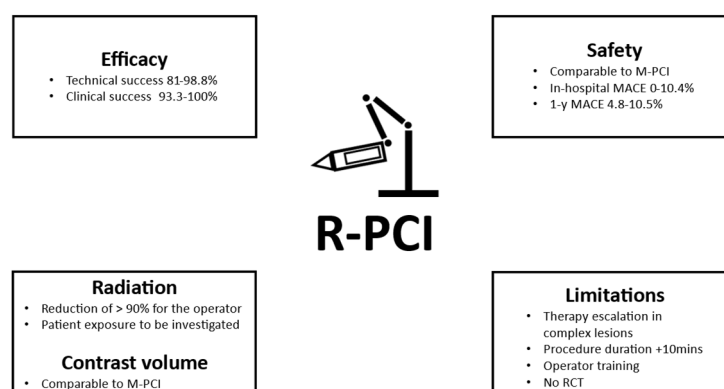 Efficacy
• Technical success 81-98.8%
• Clinical success 93.3-100%
Safety
• Comparable to M-PCI
• In-hospital MACE 0-10.4%
• 1-y MACE 4.8-10.5%
R-PCI
Radiation
• Reduction of > 90% for the operator
• Patient exposure to be investigated
Contrast volume
• Comparable to M-PCI
Limitations
• Therapy escalation in
complex lesions
• Procedure duration +10mins
• Operator training
• No RCT